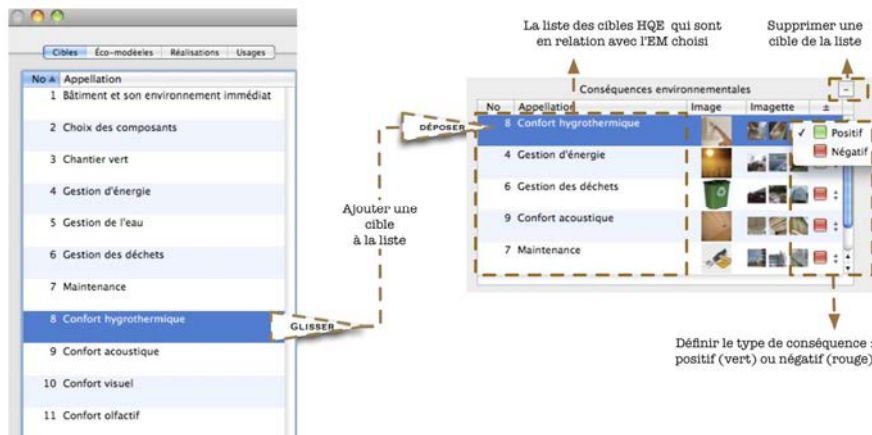 Cibles Éco-modèeles Réalisations Usages
No Appellation
1 Bâtiment et son environnement immédiat
2 Choix des composants
3 Chantier vert
4 Gestion d'énergie
5 Gestion de l'eau
6 Gestion des déchets
7 Maintenance
8 Confort hygrothermique
9 Confort acoustique
10 Confort visuel
11 Confort olfactif
GLISSER
Ajouter une
cible
à la liste
DÉPOSER
La liste des cibles HQE qui sont
en relation avec l'EM choisi
Supprimer une
cible de la liste
Conséquences environnementales
-
No Appellation Image Imagette ±
8 Confort hygrothermique
✓ Positif
Négatif
4 Gestion d'énergie
6 Gestion des déchets
9 Confort acoustique
7 Maintenance
Définir le type de conséquence :
positif (vert) ou négatif (rouge)